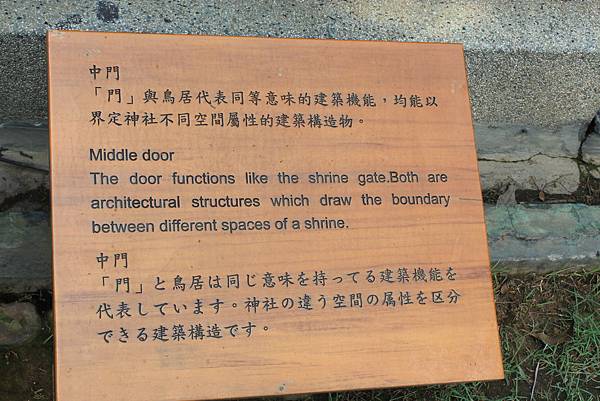 中門
「門」與鳥居代表同等意味的建築機能，均能以
界定神社不同空間屬性的建築構造物。
Middle door
The door functions like the shrine gate.Both are
architectural structures which draw the boundary
between different spaces of a shrine.
中門
「門」と鳥居は同じ意味を持ってる建築機能を
代表しています。神社の違う空間の属性を区分
できる建築構造です。